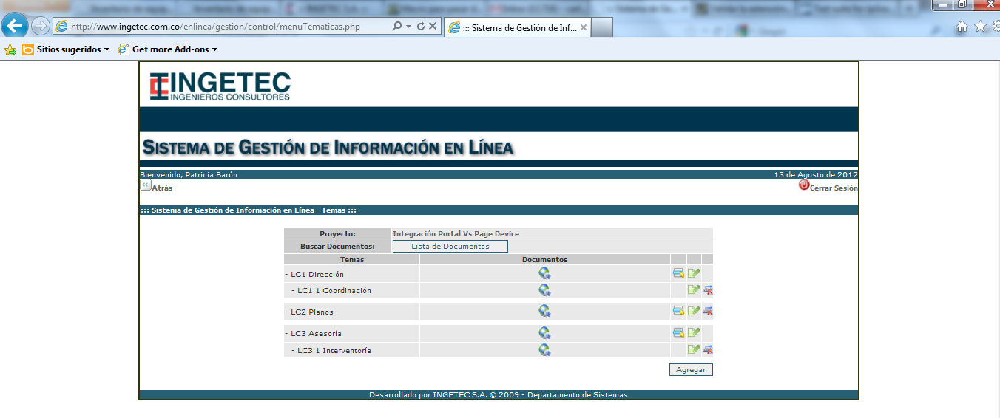 http://www.ingetec.com.co/enlinea/gestion/control/menuTematicas.php
::: Sistema de Gestión de Inf...
Sitios sugeridos
Get more Add-ons
INGETEC
INGENIEROS CONSULTORES
SISTEMA DE GESTIÓN DE INFORMACIÓN EN LÍNEA
Bienvenido, Patricia Barón 13 de Agosto de 2012
Atrás Cerrar Sesión
::: Sistema de Gestión de Información en Línea - Temas :::
Proyecto: Integración Portal Vs Page Device
Buscar Documentos: Lista de Documentos
Temas Documentos
- LC1 Dirección
- LC1.1 Coordinación
- LC2 Planos
- LC3 Asesoría
- LC3.1 Interventoría
Agregar
Desarrollado por INGETEC S.A. © 2009 - Departamento de Sistemas